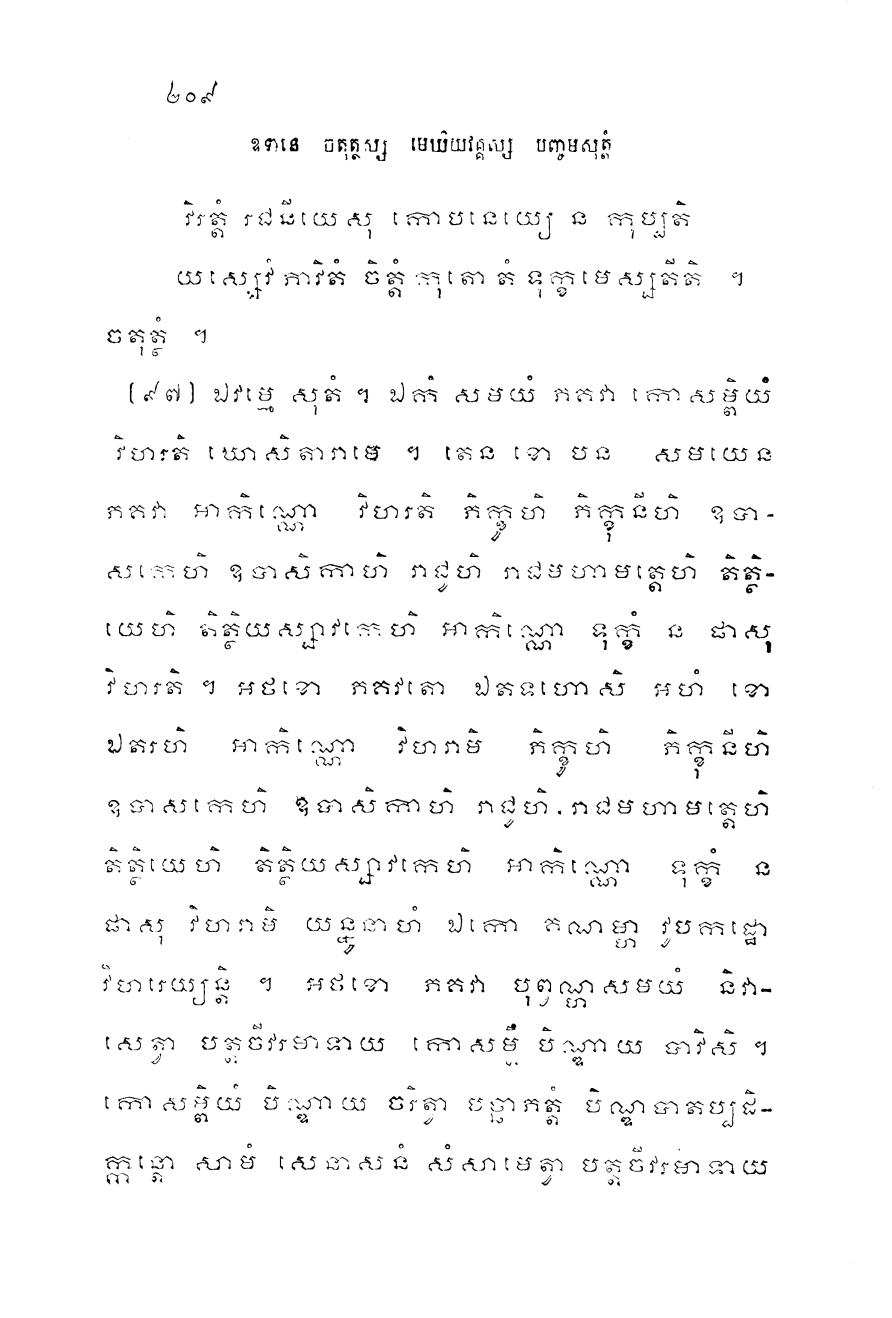 ២០៩
ឧទានេ ចតុត្ថស្ស មេឃិយវគ្គស្ស បញ្ចមសុត្តំ
វិរត្តំ រជនីយេសុ កោបនេយ្យេ ន កុប្បតិ
យស្សេវំ ភាវិតំ ចិត្តំ កុតោ តំ ទុក្ខមេស្សតីតិ ។
ចតុត្ថំ ។
(៩៧) ឯវម្មេ សុតំ ។ ឯកំ សមយំ ភគវា កោសម្ពិយំ
វិហរតិ ឃោសិតារាមេ ។ តេន ខោ បន សមយេន
ភគវា អាកិណ្ណោ វិហរតិ ភិក្ខូហិ ភិក្ខុនីហិ ឧបា-
សកេហិ ឧបាសិកាហិ រាជូហិ រាជមហាមត្តេហិ តិត្ថិ-
យេហិ តិត្ថិយស្សាវកេហិ អាកិណ្ណោ ទុក្ខំ ន ផាសុ
វិហរតិ ។ អថខោ ភគវតោ ឯតទហោសិ អហំ ខោ
ឯតរហិ អាកិណ្ណោ វិហរាមិ ភិក្ខូហិ ភិក្ខុនីហិ
ឧបាសកេហិ ឧបាសិកាហិ រាជូហិ រាជមហាមត្តេហិ
តិត្ថិយេហិ តិត្ថិយស្សាវកេហិ អាកិណ្ណោ ទុក្ខំ ន
ផាសុ វិហរាមិ យន្នូនាហំ ឯកោ គណម្ហា វូបកដ្ឋោ
វិហរេយ្យន្តិ ។ អថខោ ភគវា បុព្វណ្ហសមយំ និវា-
សេត្វា បត្តចីវរមាទាយ កោសម្ពឹ បិណ្ឌាយ បាវិសិ ។
កោសម្ពិយំ បិណ្ឌាយ ចរិត្វា បច្ឆាភត្តំ បិណ្ឌបាតប្បដិ-
ក្កន្តោ សាមំ សេនាសនំ សំសាមេត្វា បត្តចីវរមាទាយ